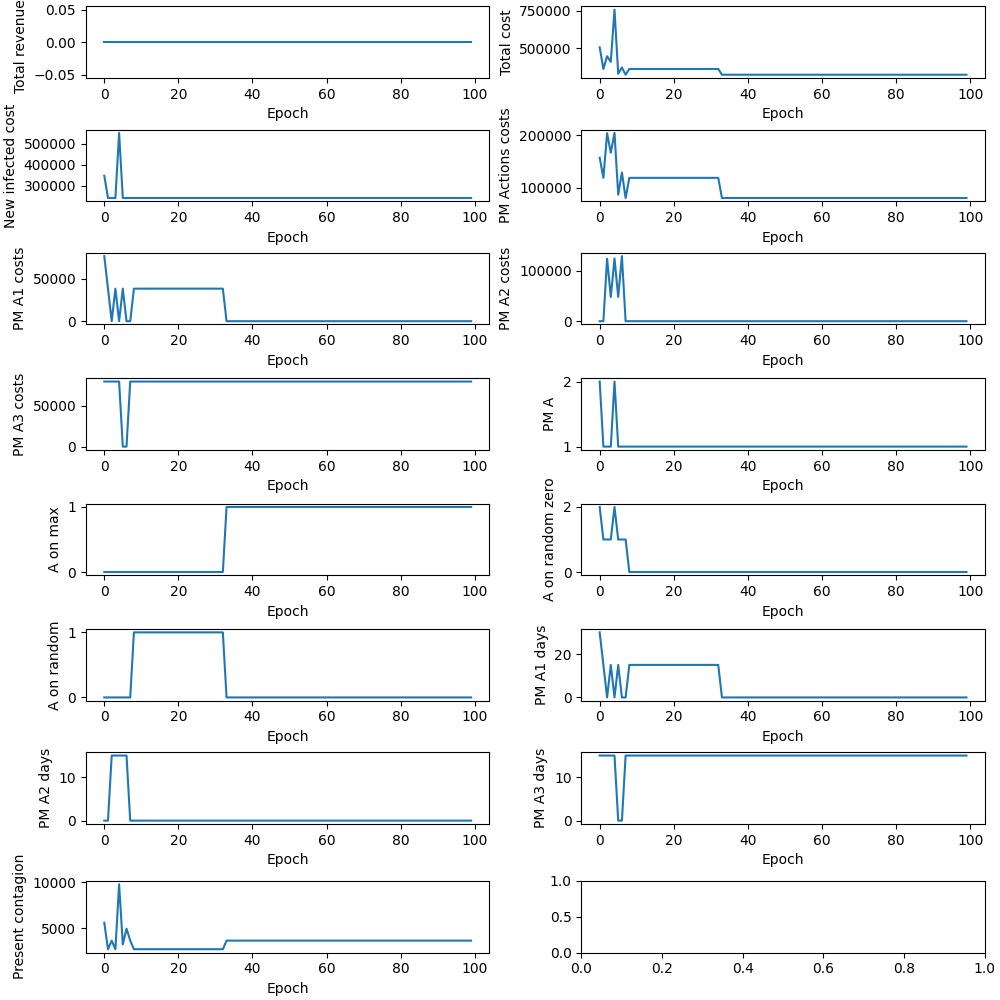 Total revenue
0.05
0.00
−0.05
0 20 40 60 80 100
Epoch
Total cost
750000
500000
0 20 40 60 80 100
Epoch
New infected cost
500000
400000
300000
0 20 40 60 80 100
Epoch
PM Actions costs
200000
100000
0 20 40 60 80 100
Epoch
PM A1 costs
50000
0
0 20 40 60 80 100
Epoch
PM A2 costs
100000
0
0 20 40 60 80 100
Epoch
PM A3 costs
50000
0
0 20 40 60 80 100
Epoch
PM A
2
1
0 20 40 60 80 100
Epoch
A on max
1
0
0 20 40 60 80 100
Epoch
A on random zero
2
0
0 20 40 60 80 100
Epoch
A on random
1
0
0 20 40 60 80 100
Epoch
PM A1 days
20
0
0 20 40 60 80 100
Epoch
PM A2 days
10
0
0 20 40 60 80 100
Epoch
PM A3 days
10
0
0 20 40 60 80 100
Epoch
Present contagion
10000
5000
0 20 40 60 80 100
Epoch
1.0
0.5
0.0
0.0 0.2 0.4 0.6 0.8 1.0